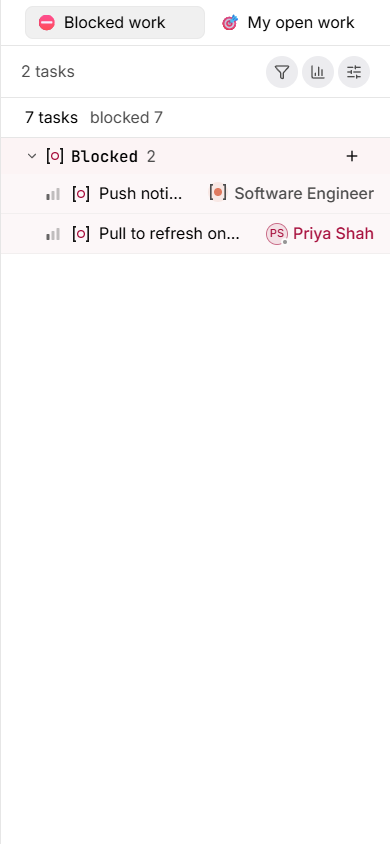 Blocked work My open work
2 tasks
7 tasks blocked 7
Blocked 2
Push noti... Software Engineer
Pull to refresh on... PS Priya Shah